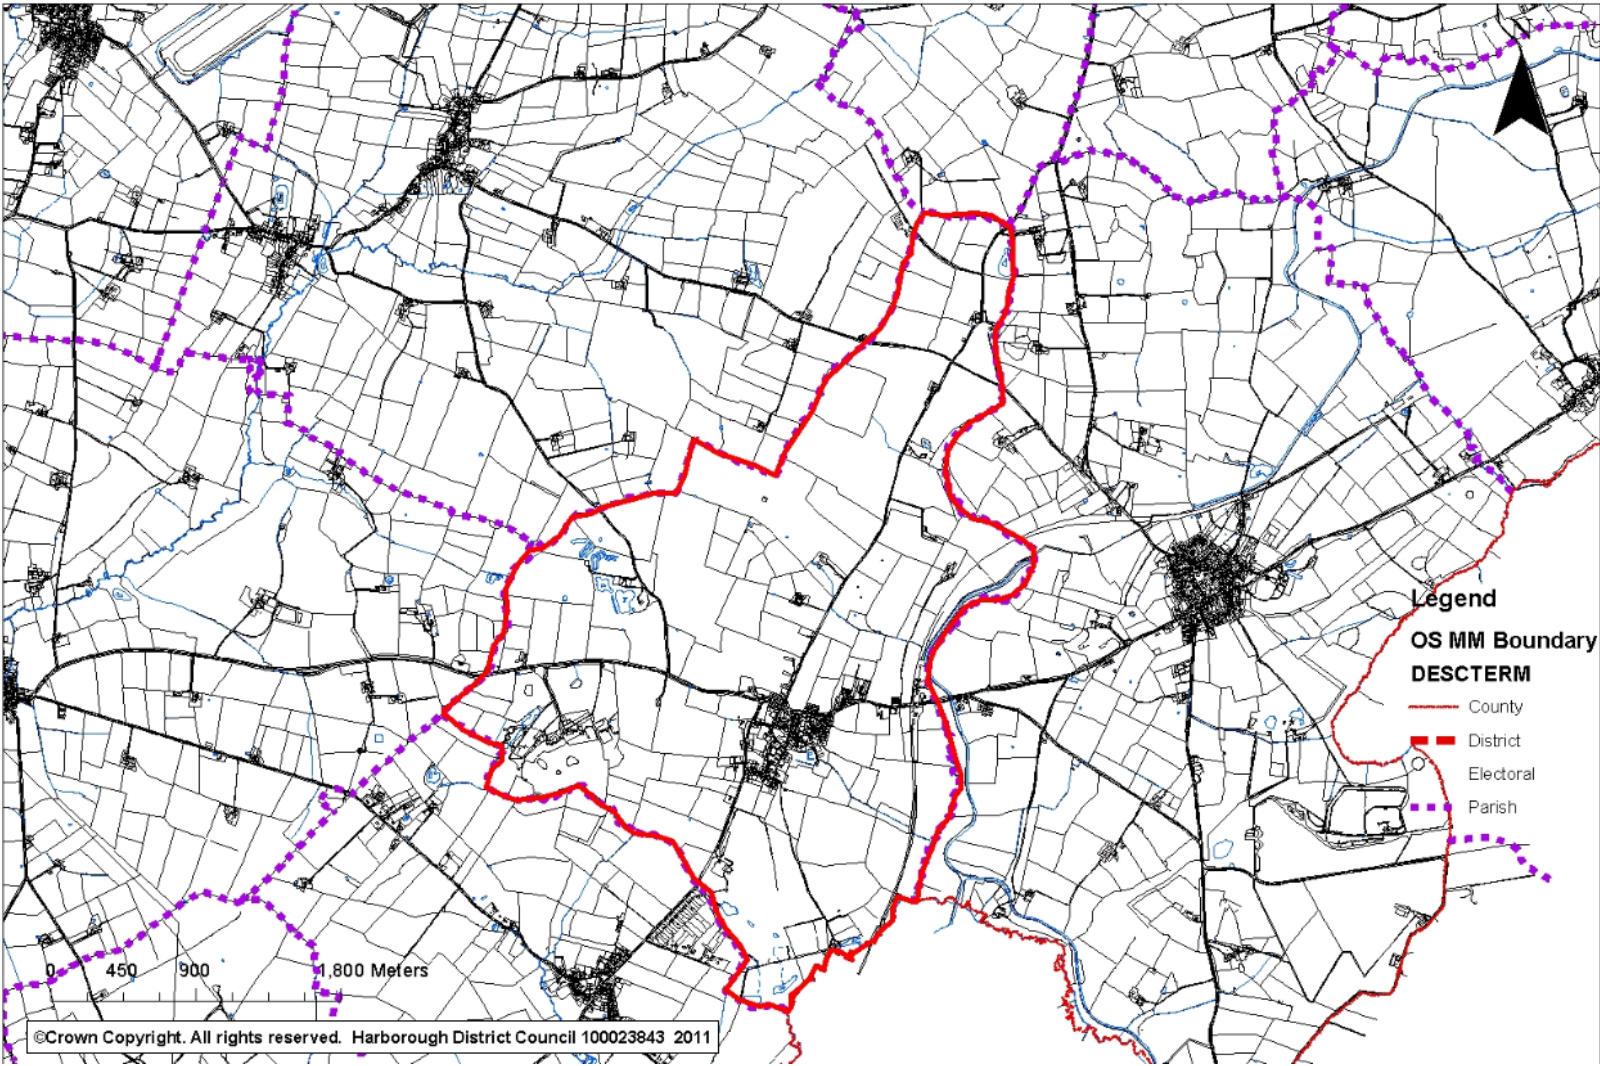 Legend
OS MM Boundary
DESCTERM
County
District
Electoral
Parish
0 450 900 1,800 Meters
©Crown Copyright. All rights reserved. Harborough District Council 100023843 2011